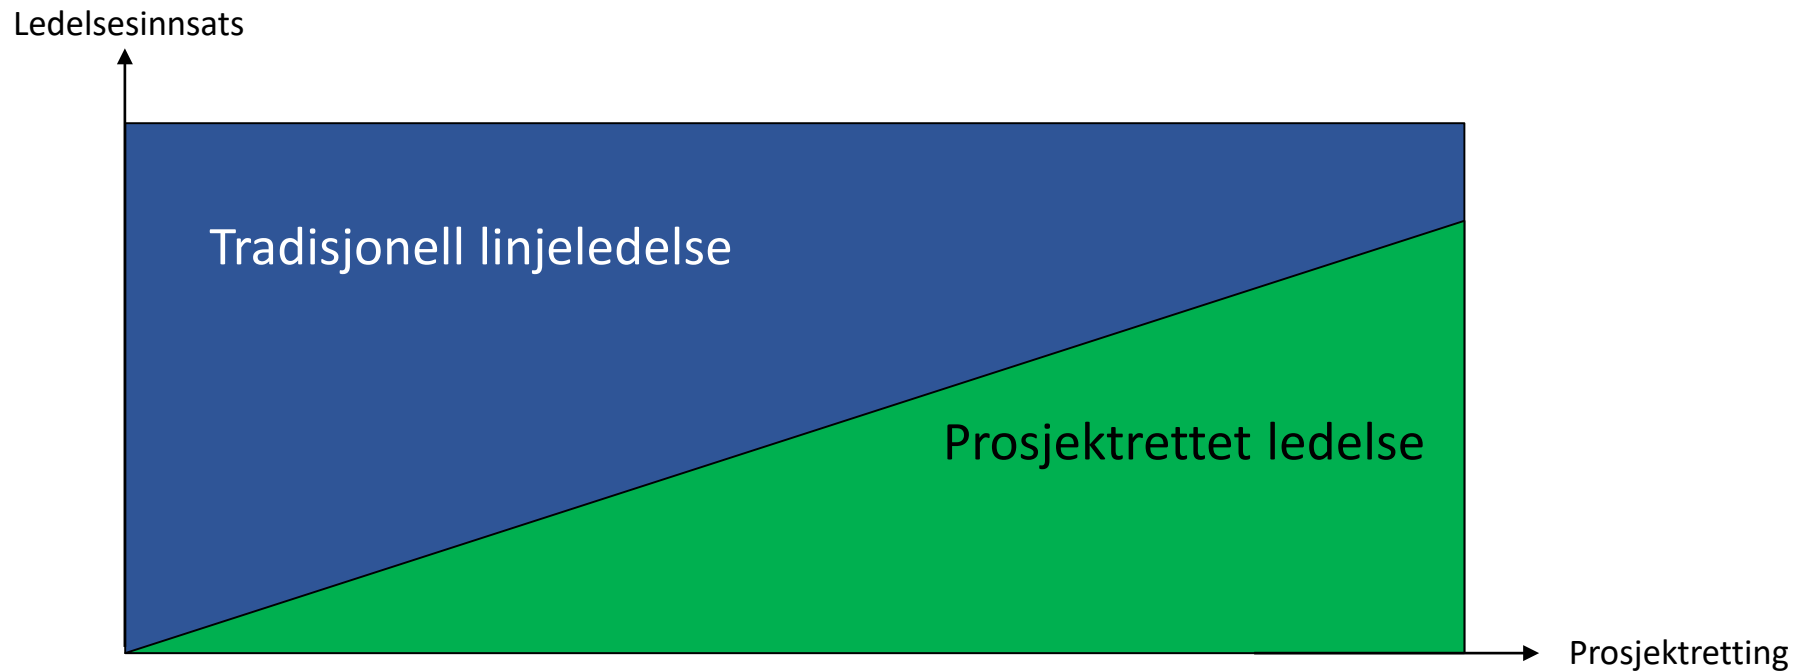 Ledelsesinnsats
Tradisjonell linjeledelse
Prosjektrettet ledelse
Prosjektretting